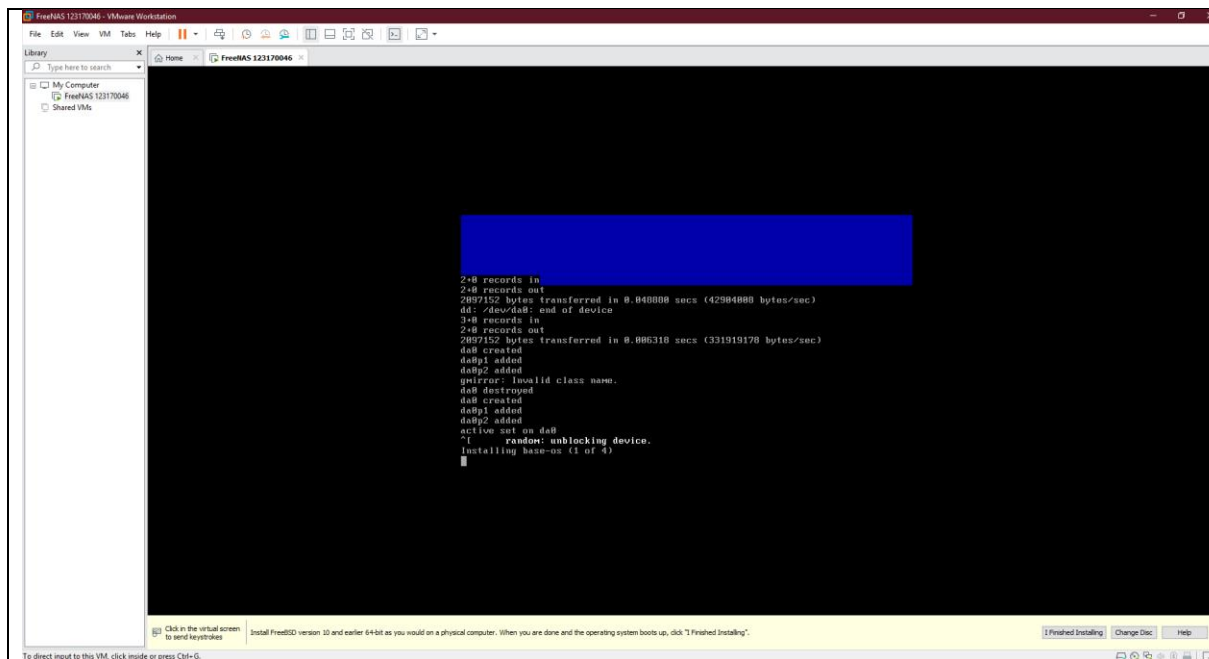 FreeNAS 123170046 - VMware Workstation
File Edit View VM Tabs Help
Library
Type here to search
My Computer
FreeNAS 123170046
Shared VMs
Home
FreeNAS 123170046
2+0 records in
2+0 records out
2097152 bytes transferred in 0.048880 secs (42904008 bytes/sec)
dd: /dev/da0: end of device
3+0 records in
2+0 records out
2097152 bytes transferred in 0.006318 secs (331919178 bytes/sec)
da0 created
da0p1 added
da0p2 added
gmirror: Invalid class name.
da0 destroyed
da0 created
da0p1 added
da0p2 added
active set on da0
^[ random: unblocking device.
Installing base-os (1 of 4)
Click in the virtual screen
to send keystrokes
Install FreeBSD version 10 and earlier 64-bit as you would on a physical computer. When you are done and the operating system boots up, click "I Finished Installing".
I Finished Installing
Change Disc
Help
To direct input to this VM, click inside or press Ctrl+G.